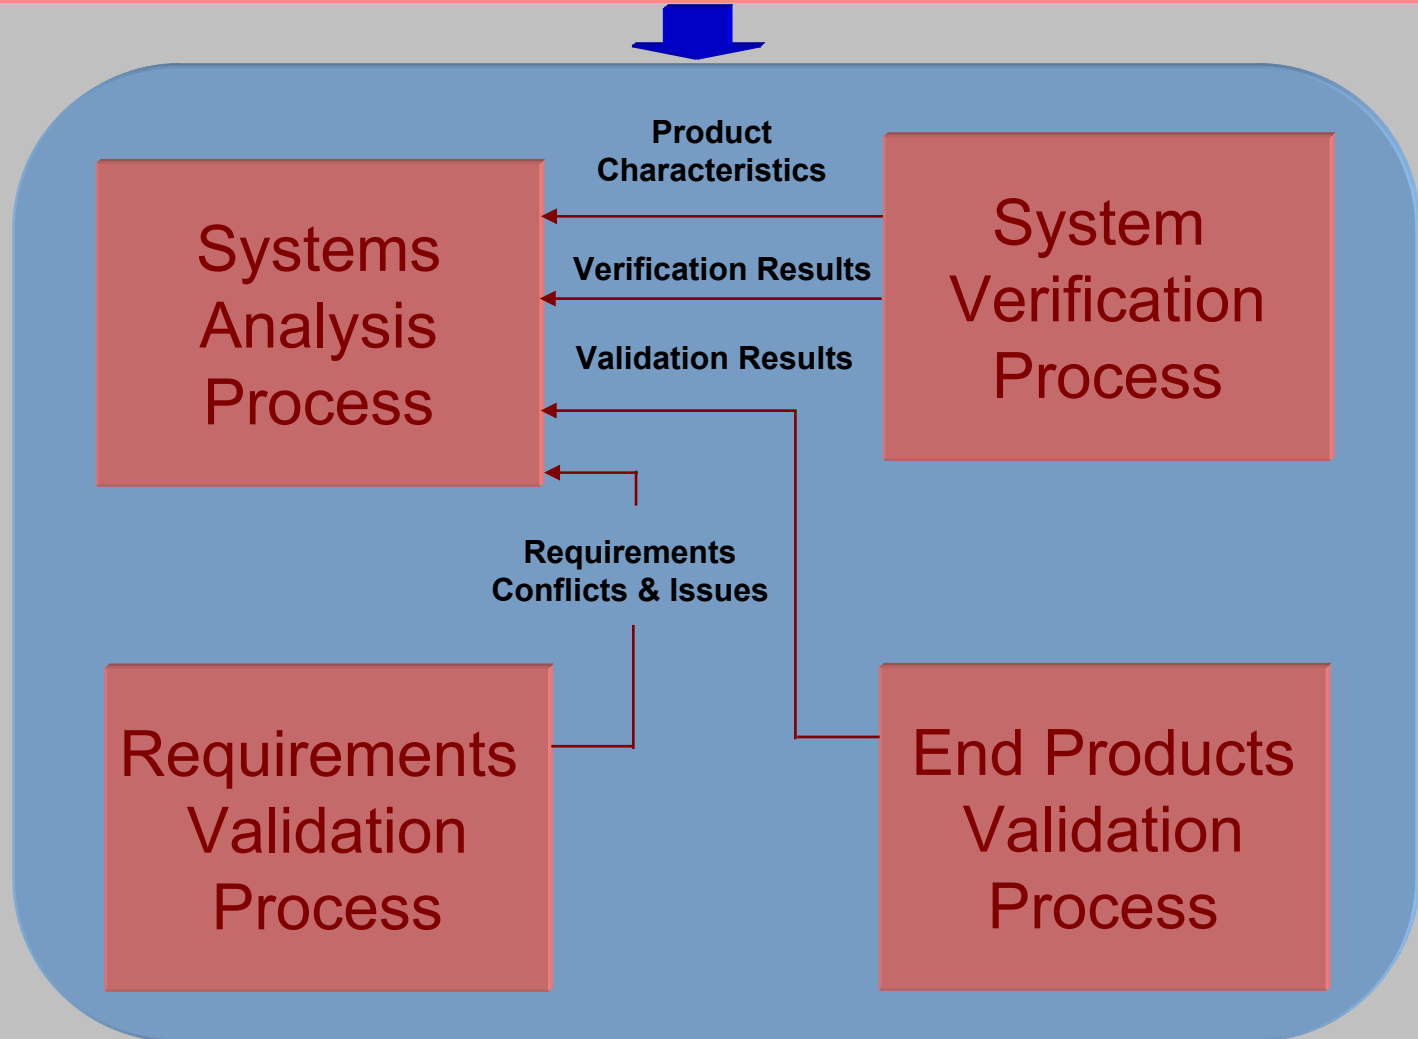 Product
Characteristics
Systems
Analysis
Process
System
Verification
Process
Verification Results
Validation Results
Requirements
Conflicts & Issues
Requirements
Validation
Process
End Products
Validation
Process